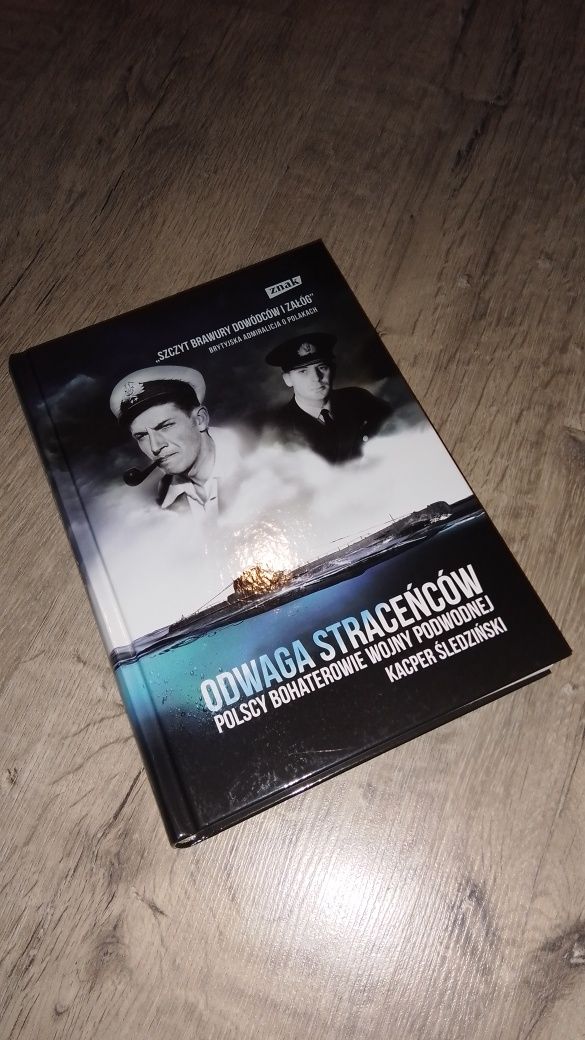 znak
„SZCZYT BRAWURY DOWÓDCÓW I ZAŁÓG”
BRYTYJSKA ADMIRALICJA O POLAKACH
ODWAGA STRACEŃCÓW
POLSCY BOHATEROWIE WOJNY PODWODNEJ
KACPER ŚLEDZIŃSKI